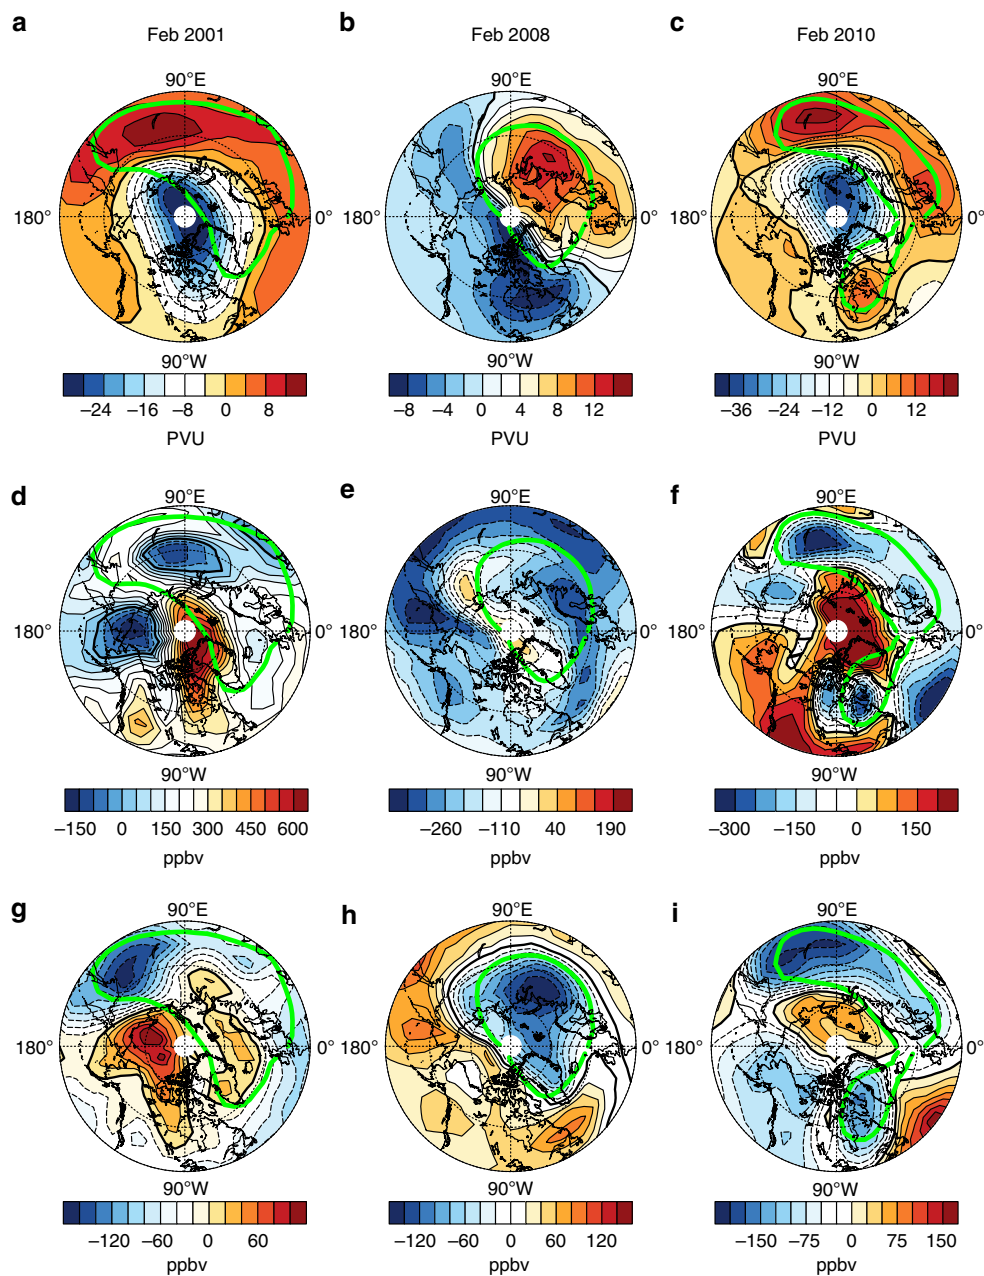 a b c
Feb 2001 Feb 2008 Feb 2010
90°E 90°E 90°E
180° 0° 180° 0° 180° 0°
90°W 90°W 90°W
−24 −16 −8 0 8 −8 −4 0 4 8 12 −36 −24 −12 0 12
PVU PVU PVU
d e f
90°E 90°E 90°E
180° 0° 180° 0° 180° 0°
90°W 90°W 90°W
−150 0 150 300 450 600 −260 −110 40 190 −300 −150 0 150
ppbv ppbv ppbv
g h i
90°E 90°E 90°E
180° 0° 180° 0° 180° 0°
90°W 90°W 90°W
−120 −60 0 60 −120 −60 0 60 120 −150 −75 0 75 150
ppbv ppbv ppbv